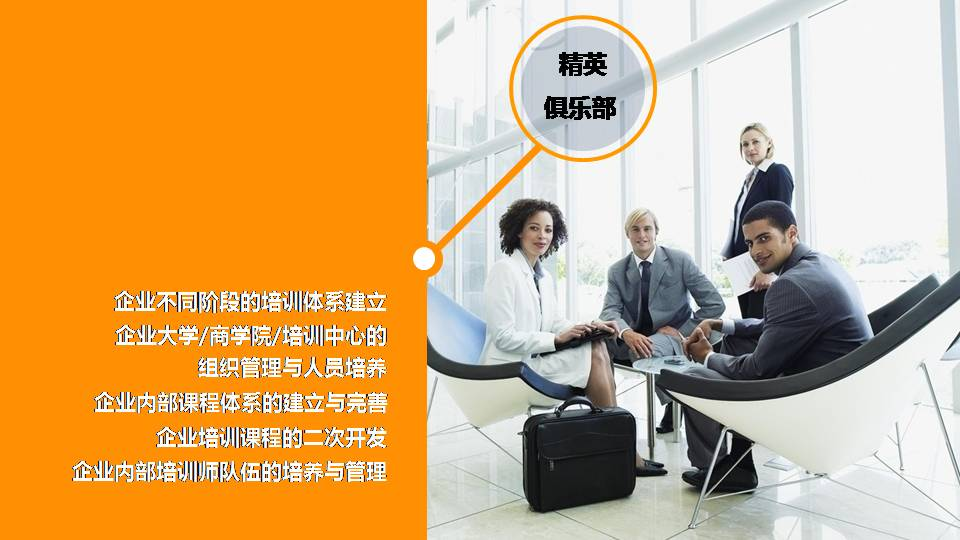 精英
俱乐部
企业不同阶段的培训体系建立
企业大学/商学院/培训中心的
组织管理与人员培养
企业内部课程体系的建立与完善
企业培训课程的二次开发
企业内部培训师队伍的培养与管理